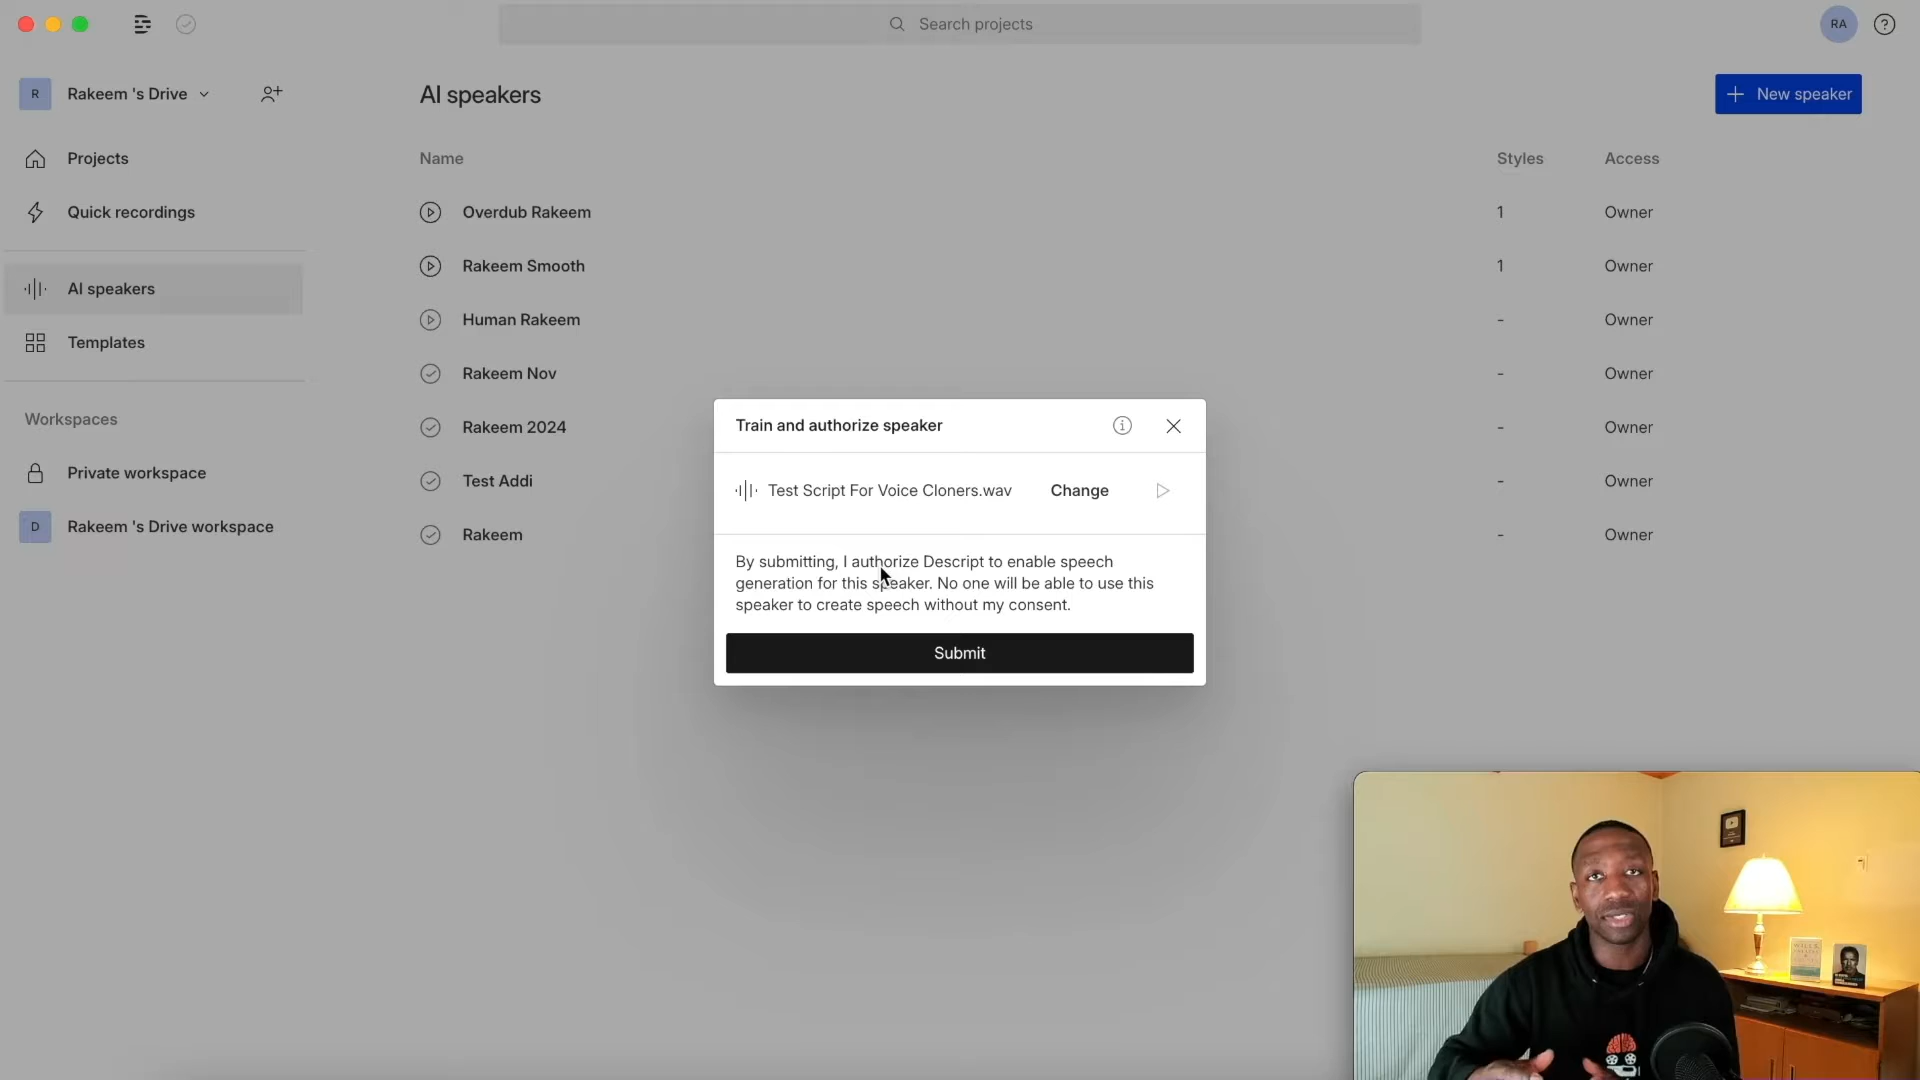 Search projects
RA
R
Rakeem 's Drive
AI speakers
New speaker
Projects
Name
Styles
Access
Quick recordings
Overdub Rakeem
1
Owner
Rakeem Smooth
1
Owner
AI speakers
Human Rakeem
-
Owner
Templates
Rakeem Nov
-
Owner
Workspaces
Rakeem 2024
-
Owner
Train and authorize speaker
Private workspace
Test Addi
-
Owner
Test Script For Voice Cloners.wav
Change
D
Rakeem 's Drive workspace
Rakeem
-
Owner
By submitting, I authorize Descript to enable speech
generation for this speaker. No one will be able to use this
speaker to create speech without my consent.
Submit